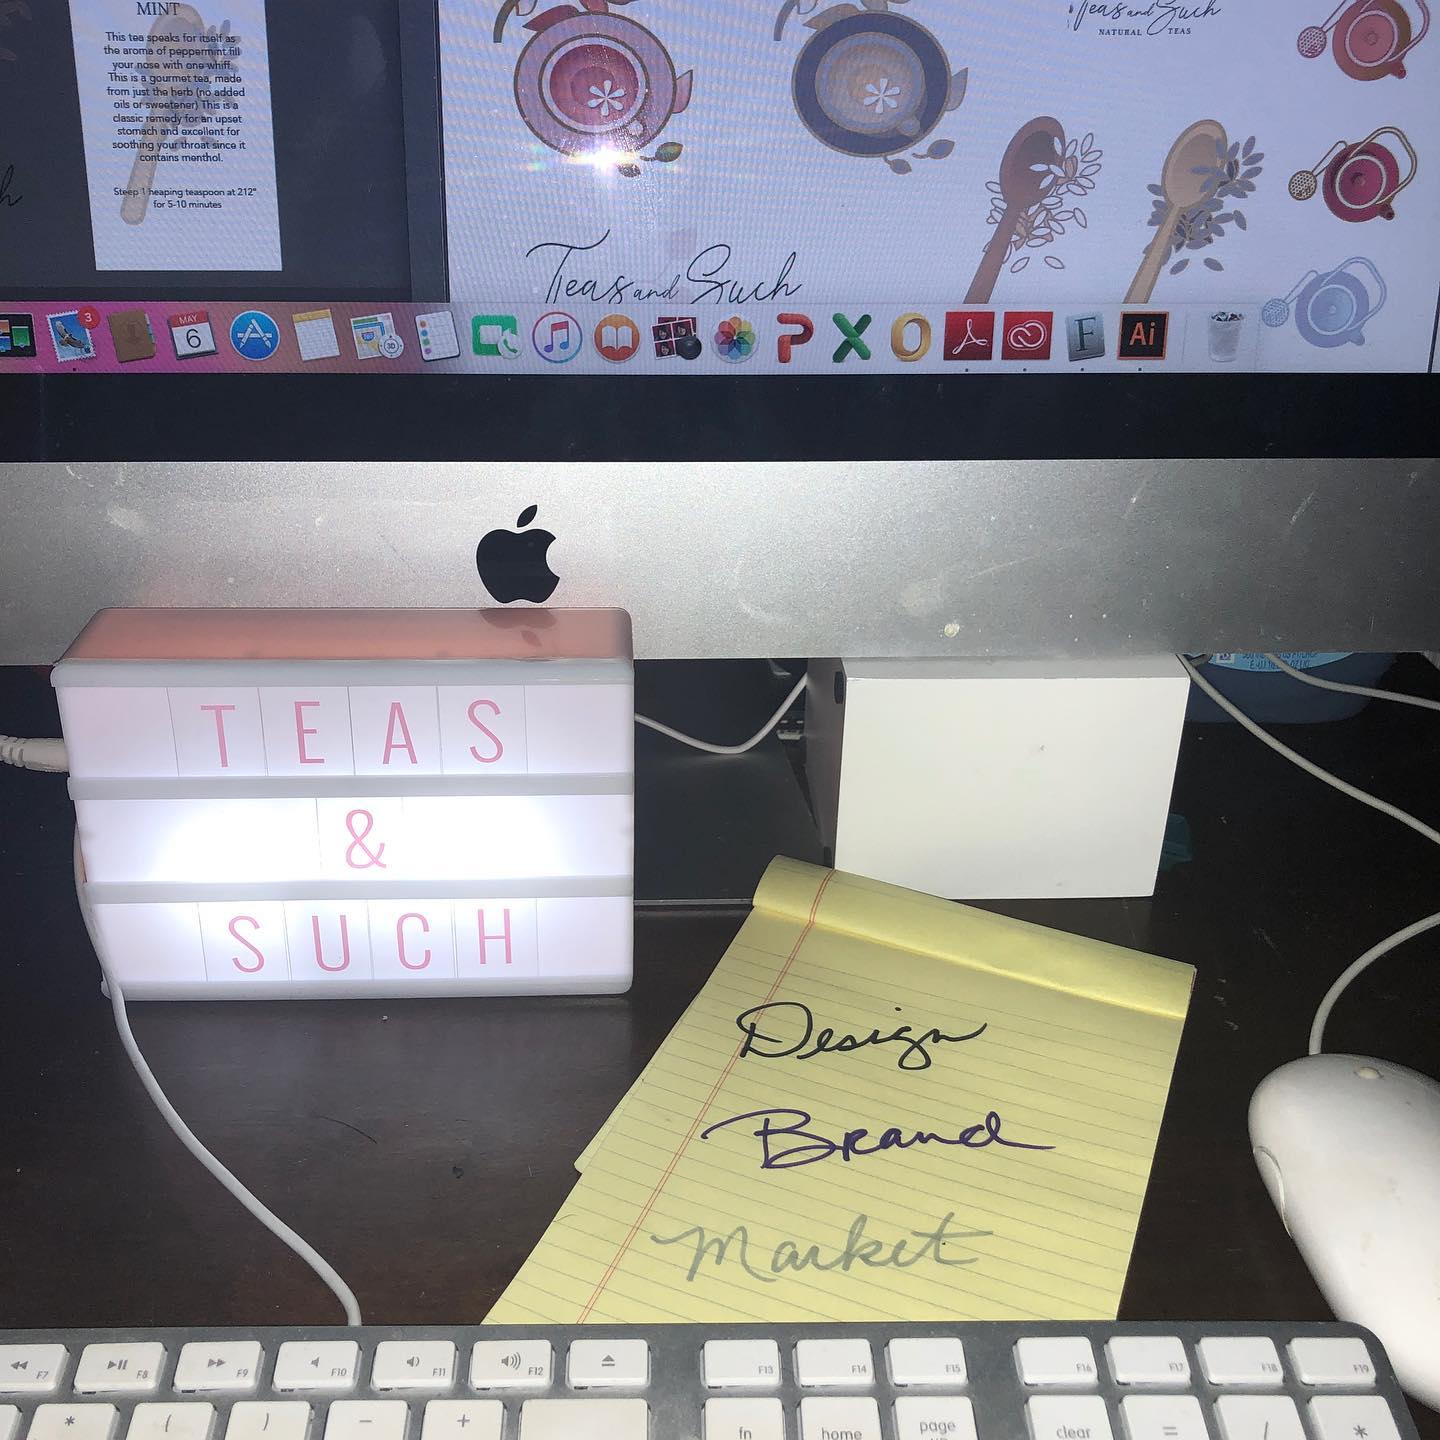 MINT
This tea speaks for itself as
the aroma of peppermint fill
your nose with one whiff.
This is a gourmet tea, made
from just the herb (no added
oils or sweetener) This is a
classic remedy for an upset
stomach and excellent for
soothing your throat since it
contains menthol.
Steep 1 heaping teaspoon at 212°
for 5-10 minutes
Teas and Such
NATURAL TEAS
Teas and Such
3
MAY
6
3D
Ai
TEAS
&
SUCH
Design
Brand
Market
F7
F8
F9
F10
F11
F12
F13
F14
F15
F16
F17
F18
F19
*
(
)
–
+
fn
home
page
clear
=
/
*